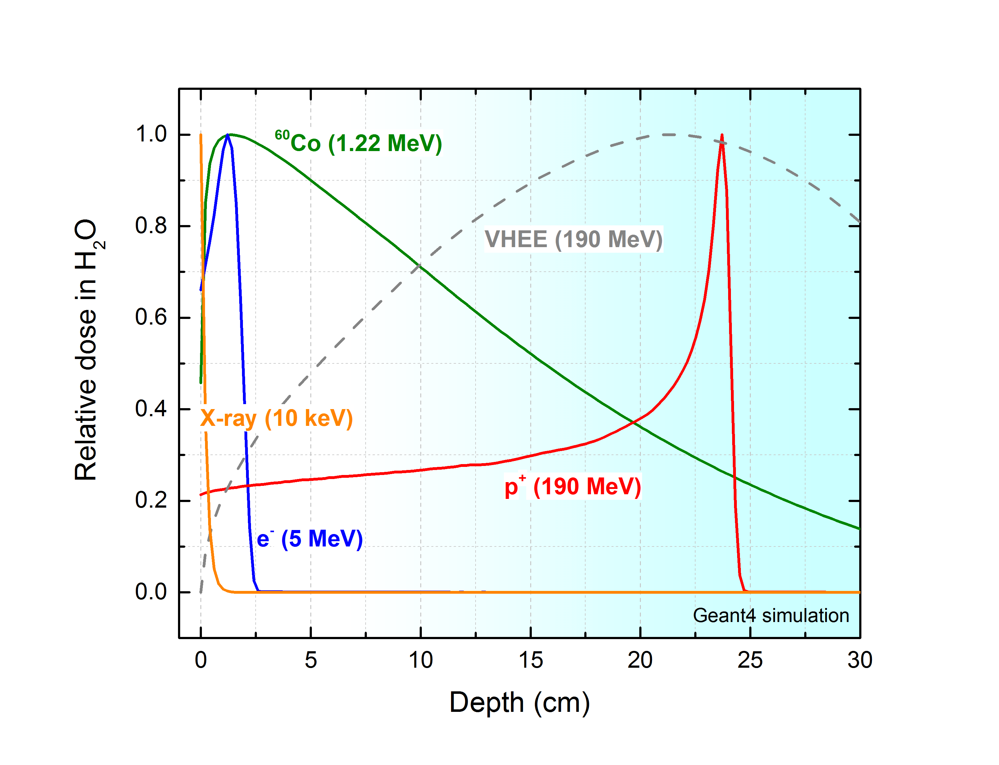 Relative dose in H₂O
1.0
0.8
0.6
0.4
0.2
0.0
⁶⁰Co (1.22 MeV)
VHEE (190 MeV)
X-ray (10 keV)
p⁺ (190 MeV)
e⁻ (5 MeV)
Geant4 simulation
0 5 10 15 20 25 30
Depth (cm)